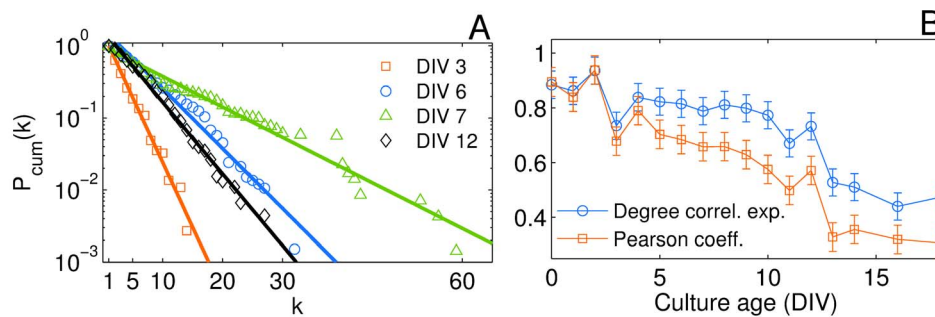 A
10^0
10^-1
10^-2
10^-3
P_cum(k)
DIV 3
DIV 6
DIV 7
DIV 12
1 5 10 20 30 60
k
B
1
0.8
0.6
0.4
Degree correl. exp.
Pearson coeff.
0 5 10 15
Culture age (DIV)